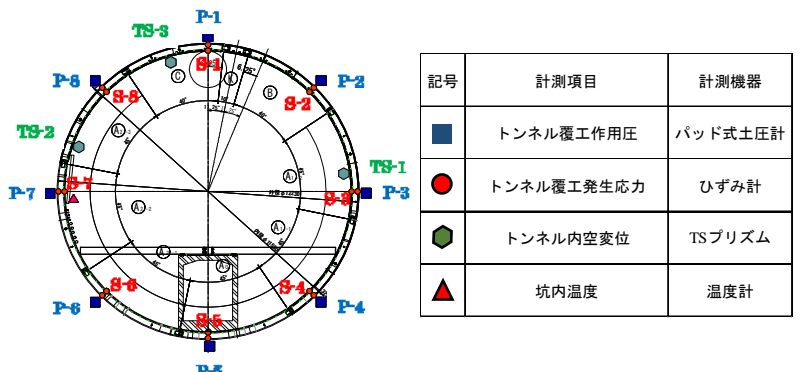 P-1
TS-3
S-1
6.75°
C
K
P-8
P-2
S-8
B
S-2
TS-2
TS-1
S-7
P-7
S-3
P-3
S-6
S-4
P-6
P-4
S-5
P-5
記号 計測項目 計測機器
トンネル覆工作用圧 パッド式土圧計
トンネル覆工発生応力 ひずみ計
トンネル内空変位 TSプリズム
坑内温度 温度計